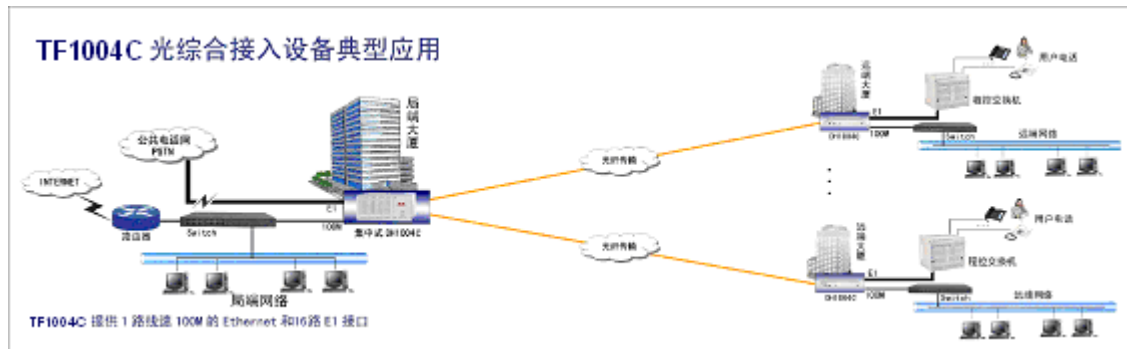 TF1004C 光综合接入设备典型应用
公共电话网
PSTN
INTERNET
路由器
Switch
E1
100M
局端大厦
集中式 DH1004C
局端网络
光纤传输
光纤传输
远端大厦
DH1004C
E1
100M
Switch
程控交换机
用户电话
远端网络
远端大厦
DH1004C
E1
100M
Switch
程控交换机
用户电话
远端网络
TF1004C 提供 1 路线速 100M 的 Ethernet 和16路 E1 接口